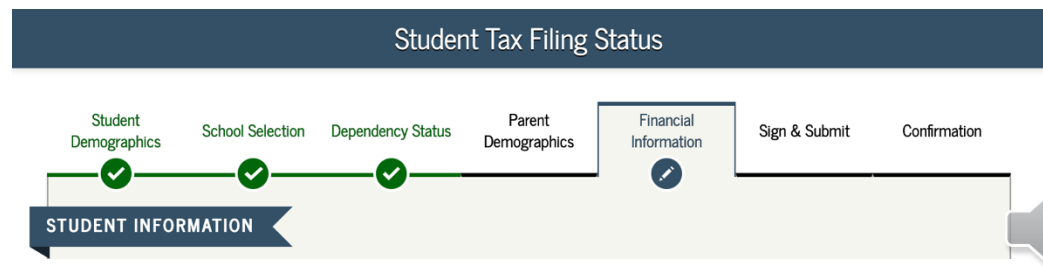 Student Tax Filing Status
Student
Demographics
School Selection
Dependency Status
Parent
Demographics
Financial
Information
Sign & Submit
Confirmation
STUDENT INFORMATION